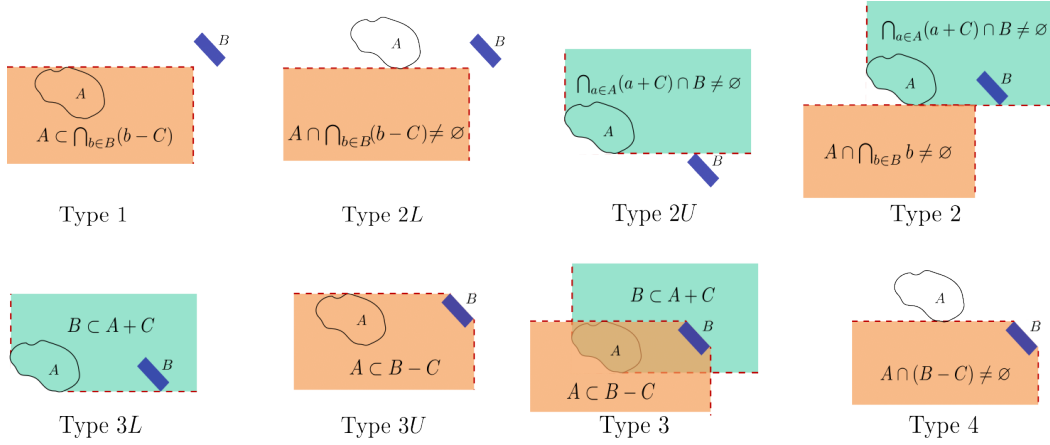 B
A
A ⊂ ⋂_{b∈B}(b − C)
Type 1
A
B
A ∩ ⋂_{b∈B}(b − C) ≠ ∅
Type 2L
⋂_{a∈A}(a + C) ∩ B ≠ ∅
A
B
Type 2U
⋂_{a∈A}(a + C) ∩ B ≠ ∅
A
B
A ∩ ⋂_{b∈B} b ≠ ∅
Type 2
B ⊂ A + C
A
B
Type 3L
B
A
A ⊂ B − C
Type 3U
B ⊂ A + C
B
A
A ⊂ B − C
Type 3
A
B
A ∩ (B − C) ≠ ∅
Type 4